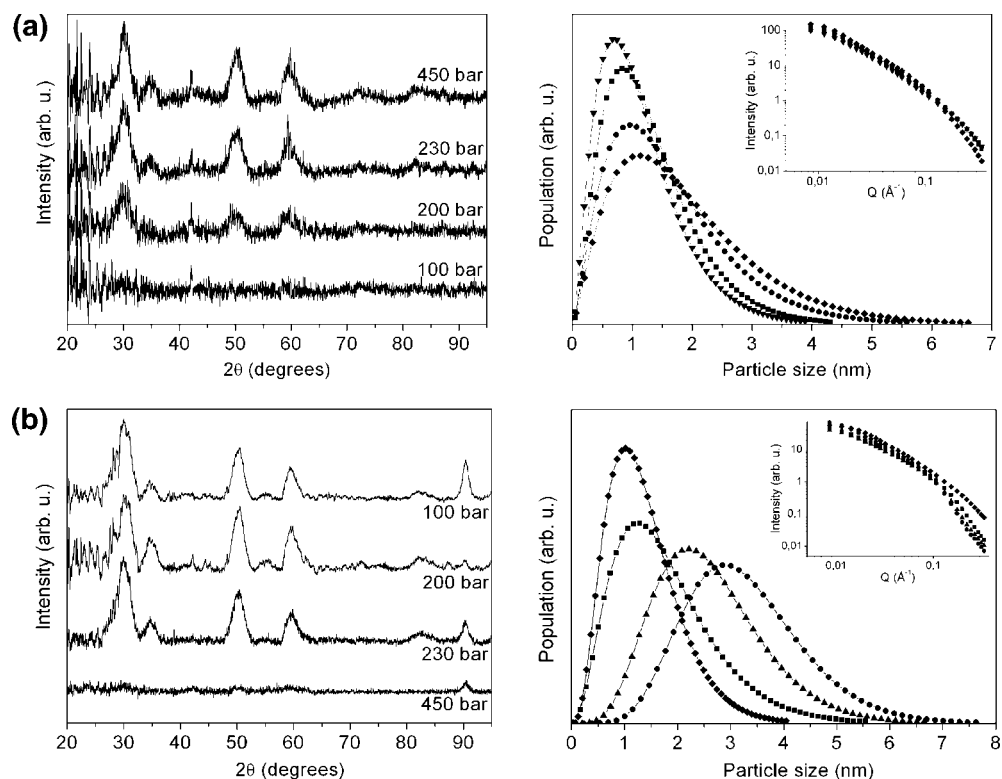 (a)
Intensity (arb. u.)
450 bar
230 bar
200 bar
100 bar
20 30 40 50 60 70 80 90
2θ (degrees)
Population (arb. u.)
0 1 2 3 4 5 6 7
Particle size (nm)
Intensity (arb. u.)
100
10
1
0,1
0,01
0,01 0,1
Q (Å⁻¹)
(b)
Intensity (arb. u.)
100 bar
200 bar
230 bar
450 bar
20 30 40 50 60 70 80 90
2θ (degrees)
Population (arb. u.)
0 1 2 3 4 5 6 7 8
Particle size (nm)
Intensity (arb. u.)
10
1
0,1
0,01
0,01 0,1
Q (Å⁻¹)